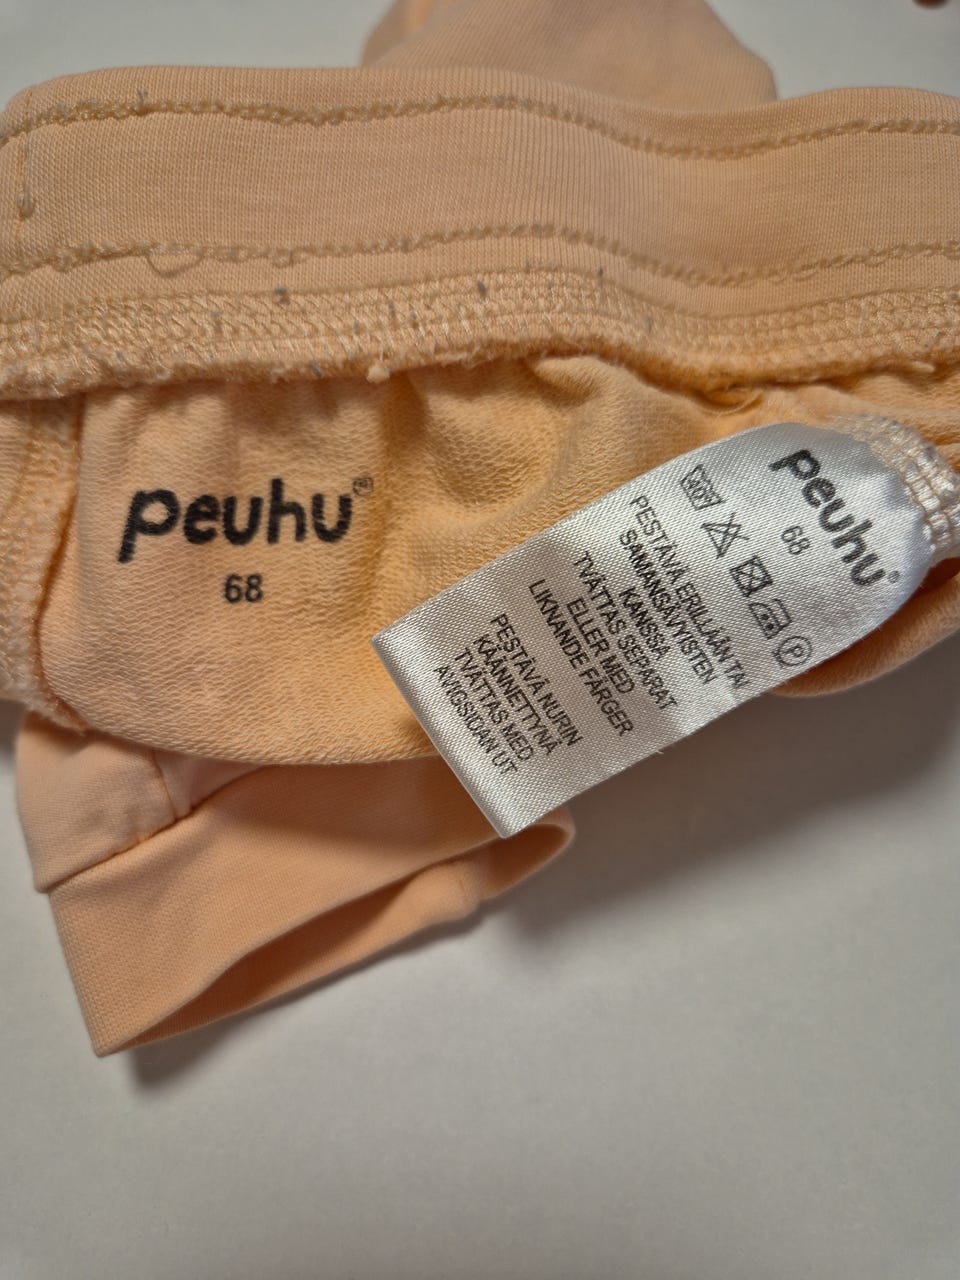 peuhu®
68
peuhu®
68
40°
P
PESTÄVÄ ERILLÄÄN TAI
SAMANSÄVYISTEN
KANSSA
TVÄTTAS SEPARAT
ELLER MED
LIKNANDE FÄRGER
PESTÄVÄ NURIN
KÄÄNNETTYNÄ
TVÄTTAS MED
AVIGSIDAN UT